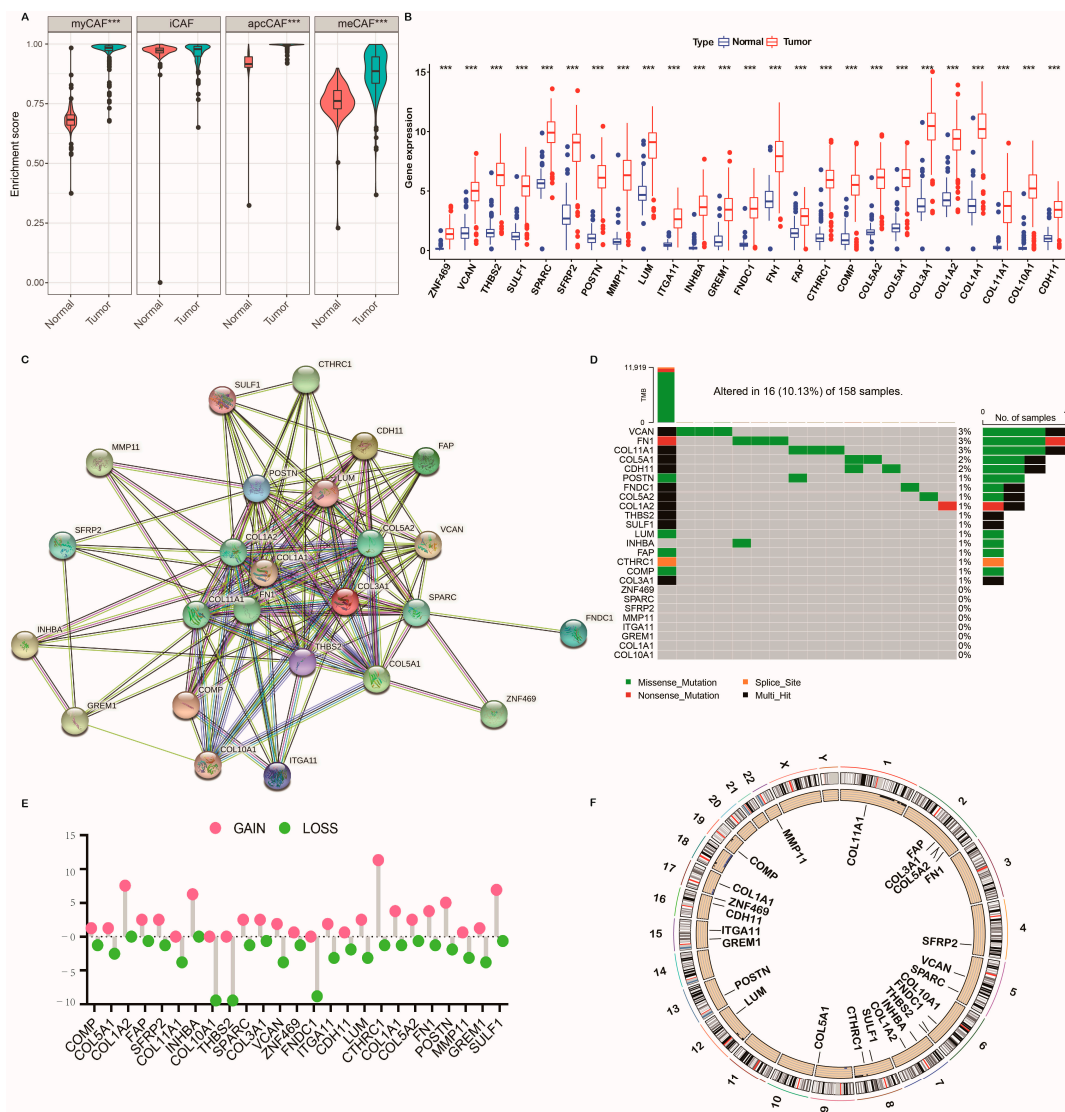 A
myCAF***
iCAF
apcCAF***
meCAF***
Enrichment score
1.00
0.75
0.50
0.25
0.00
Normal
Tumor
Normal
Tumor
Normal
Tumor
Normal
Tumor
B
Type Normal Tumor
*** *** *** *** *** *** *** *** *** *** *** *** *** *** *** *** *** *** *** *** *** *** *** *** ***
Gene expression
15
10
5
0
ZNF469
VCAN
THBS2
SULF1
SPARC
SFRP2
POSTN
MMP11
LUM
ITGA11
INHBA
GREM1
FNDC1
FN1
FAP
CTHRC1
COMP
COL5A2
COL5A1
COL3A1
COL1A2
COL1A1
COL11A1
COL10A1
CDH11
C
CTHRC1
SULF1
CDH11
MMP11
FAP
POSTN
LUM
SFRP2
COL1A2
COL5A2
VCAN
COL1A1
COL3A1
COL11A1
FN1
SPARC
FNDC1
INHBA
THBS2
COL5A1
COMP
ZNF469
GREM1
COL10A1
ITGA11
D
11,919
TMB
0
Altered in 16 (10.13%) of 158 samples.
0
No. of samples
VCAN 3%
FN1 3%
COL11A1 3%
COL5A1 2%
CDH11 2%
POSTN 1%
FNDC1 1%
COL5A2 1%
COL1A2 1%
THBS2 1%
SULF1 1%
LUM 1%
INHBA 1%
FAP 1%
CTHRC1 1%
COMP 1%
COL3A1 1%
ZNF469 0%
SPARC 0%
SFRP2 0%
MMP11 0%
ITGA11 0%
GREM1 0%
COL1A1 0%
COL10A1 0%
Missense_Mutation
Splice_Site
Nonsense_Mutation
Multi_Hit
E
GAIN LOSS
15
10
5
0
-5
-10
COMP
COL5A1
COL1A2
FAP
SFRP2
COL11A1
INHBA
COL10A1
THBS2
SPARC
COL3A1
VCAN
ZNF469
FNDC1
ITGA11
CDH11
LUM
CTHRC1
COL1A1
COL5A2
FN1
POSTN
MMP11
GREM1
SULF1
F
1
2
3
4
5
6
7
8
9
10
11
12
13
14
15
16
17
18
19
20
21
22
X
Y
COL11A1
FAP
COL3A1
COL5A2
FN1
SFRP2
VCAN
SPARC
COL10A1
FNDC1
THBS2
INHBA
COL1A2
SULF1
CTHRC1
COL5A1
LUM
POSTN
GREM1
ITGA11
CDH11
ZNF469
COL1A1
COMP
MMP11